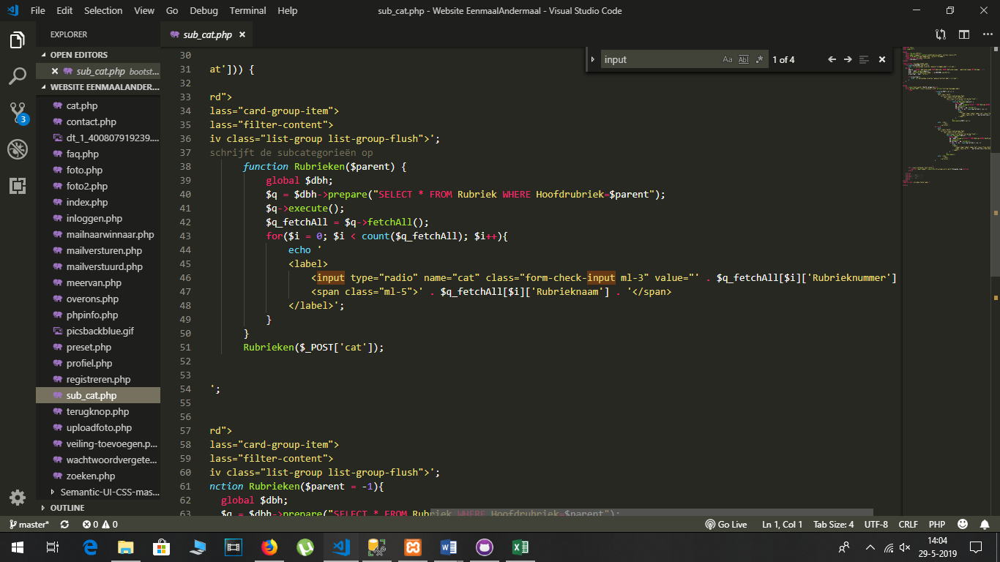 File Edit Selection View Go Debug Terminal Help
sub_cat.php - Website EenmaalAndermaal - Visual Studio Code
EXPLORER
OPEN EDITORS
sub_cat.php bootst...
WEBSITE EENMAALANDER...
cat.php
contact.php
dt_1_400807919239....
faq.php
foto.php
foto2.php
index.php
inloggen.php
mailnaarwinnaar.php
mailversturen.php
mailverstuurd.php
meervan.php
overons.php
phpinfo.php
picsbackblue.gif
preset.php
profiel.php
registreren.php
sub_cat.php
terugknop.php
uploadfoto.php
veiling-toevoegen.p...
wachtwoordvergete...
zoeken.php
Semantic-UI-CSS-mas...
OUTLINE
3
sub_cat.php
input
Aa Abl .* 1 of 4
30
31 at'])) {
32
33 rd">
34 lass="card-group-item">
35 lass="filter-content">
36 iv class="list-group list-group-flush">';
37 schrijft de subcategorieën op
38 function Rubrieken($parent) {
39 global $dbh;
40 $q = $dbh->prepare("SELECT * FROM Rubriek WHERE Hoofdrubriek=$parent");
41 $q->execute();
42 $q_fetchAll = $q->fetchAll();
43 for($i = 0; $i < count($q_fetchAll); $i++){
44 echo '
45 <label>
46 <input type="radio" name="cat" class="form-check-input ml-3" value="' . $q_fetchAll[$i]['Rubrieknummer']
47 <span class="ml-5">' . $q_fetchAll[$i]['Rubrieknaam'] . '</span>
48 </label>';
49 }
50 }
51 Rubrieken($_POST['cat']);
52
53
54 ';
55
56
57 rd">
58 lass="card-group-item">
59 lass="filter-content">
60 iv class="list-group list-group-flush">';
61 nction Rubrieken($parent = -1){
62 global $dbh;
63 $q = $dbh->prepare("SELECT * FROM Rubriek WHERE Hoofdrubriek=$parent");
master* 0 0 Go Live Ln 1, Col 1 Tab Size: 4 UTF-8 CRLF PHP
14:04
29-5-2019